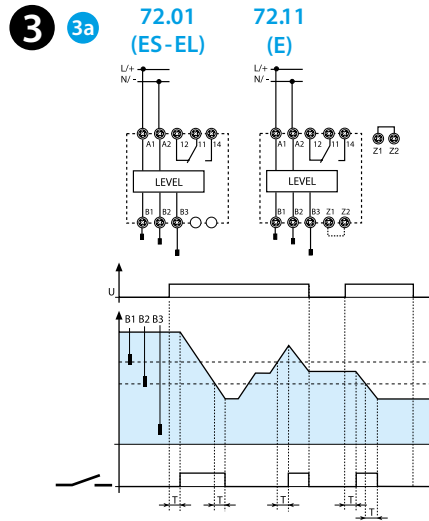 3 3a 72.01 72.11
(ES-EL) (E)
L/+ L/+
N/- N/-
A1 A2 12 11 14 A1 A2 12 11 14
Z1 Z2
LEVEL LEVEL
B1 B2 B3 B1 B2 B3 Z1 Z2
U
B1 B2 B3
T T T T
T